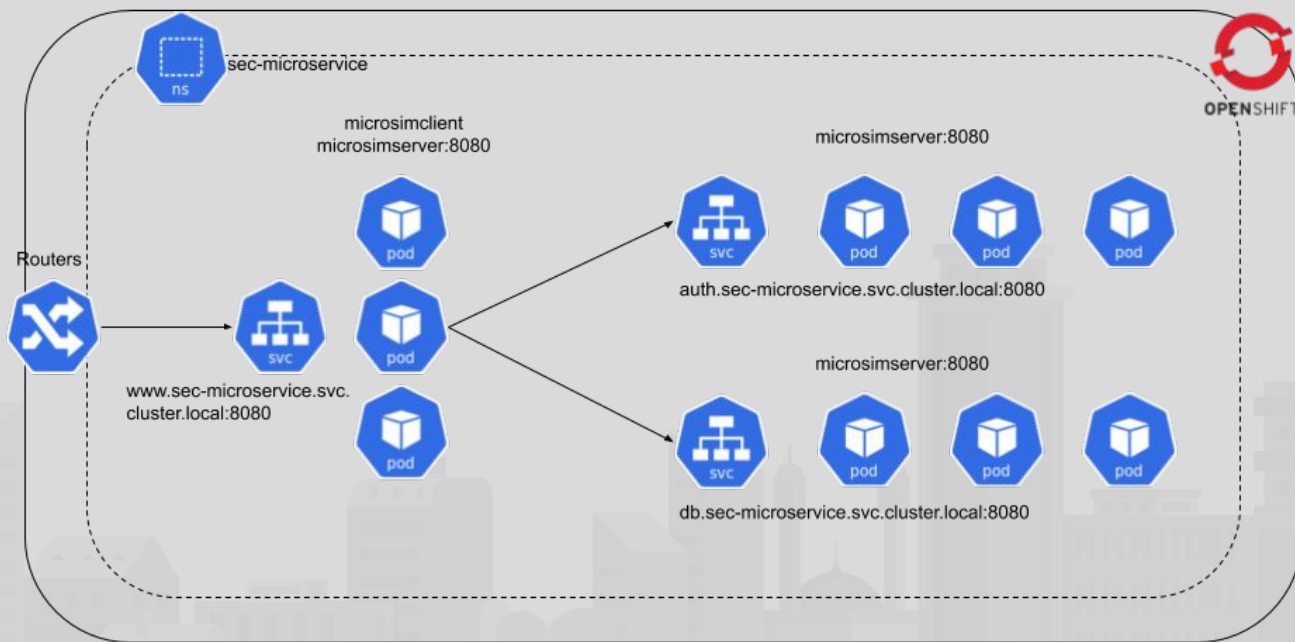 sec-microservice
ns
OPENSHIFT
microsimclient
microsimserver:8080
pod
pod
pod
Routers
svc
www.sec-microservice.svc.
cluster.local:8080
microsimserver:8080
svc
pod
pod
pod
auth.sec-microservice.svc.cluster.local:8080
microsimserver:8080
svc
pod
pod
pod
db.sec-microservice.svc.cluster.local:8080